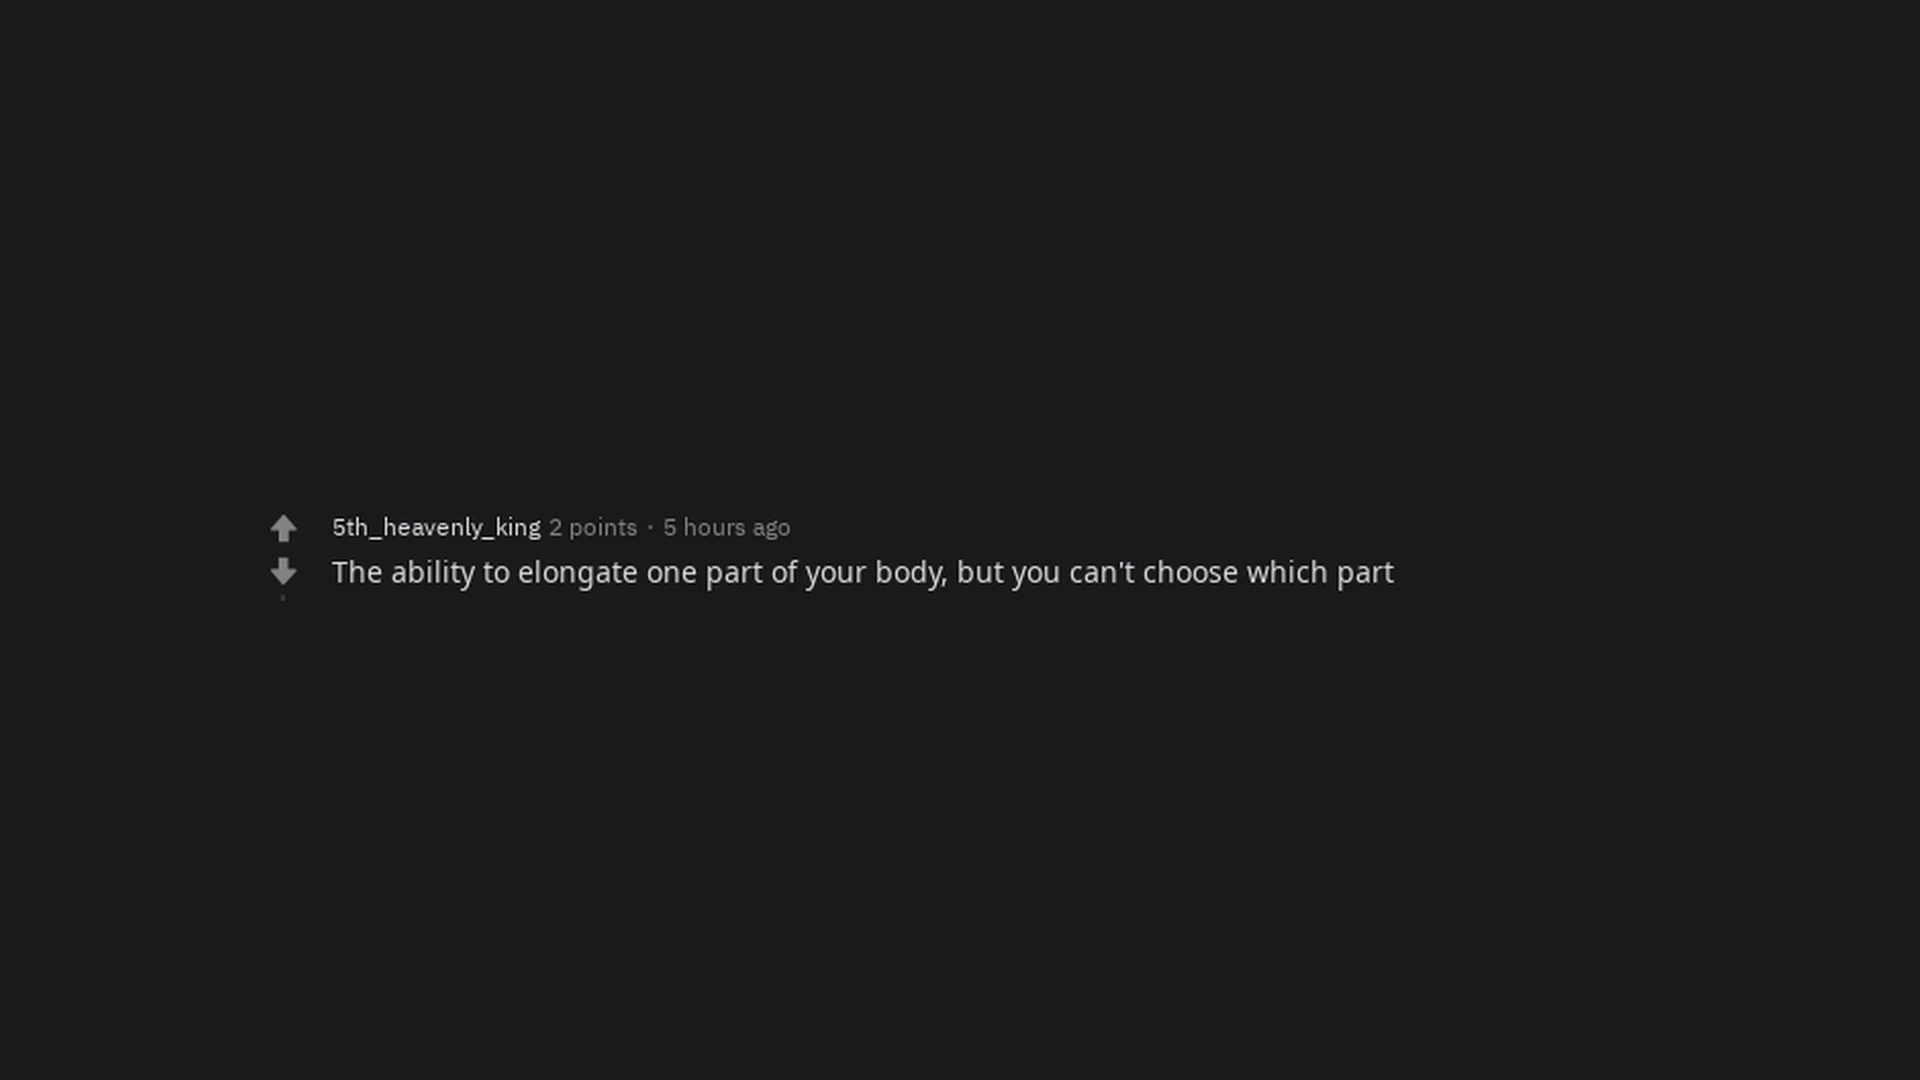 5th_heavenly_king 2 points · 5 hours ago
The ability to elongate one part of your body, but you can't choose which part